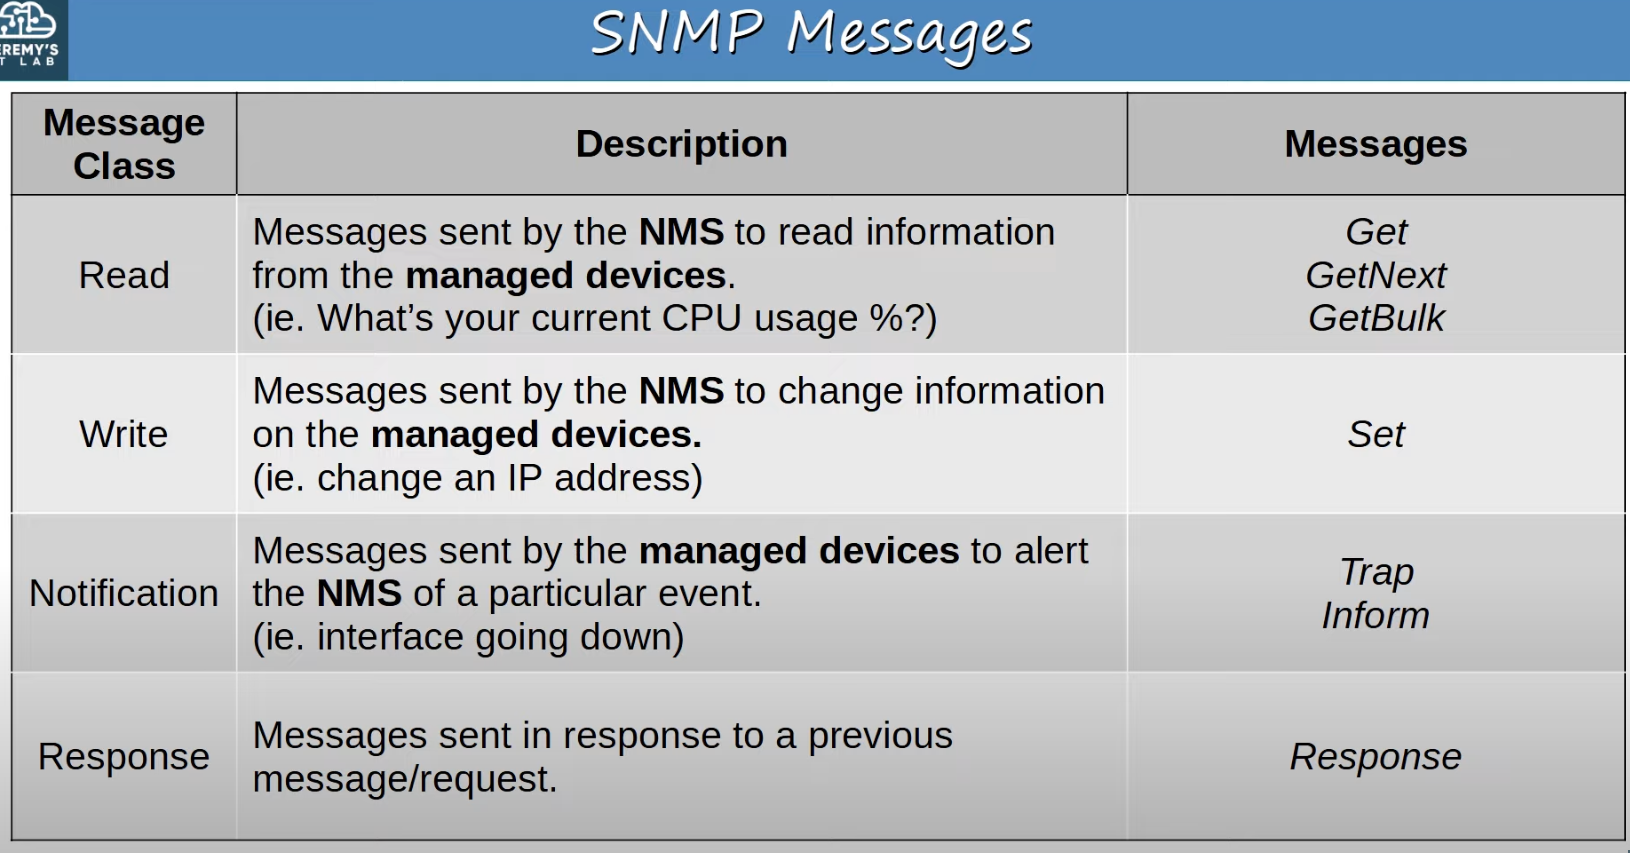 SNMP Messages
EREMY'S
T LAB
Message
Class
Description
Messages
Read
Messages sent by the NMS to read information
from the managed devices.
(ie. What's your current CPU usage %?)
Get
GetNext
GetBulk
Write
Messages sent by the NMS to change information
on the managed devices.
(ie. change an IP address)
Set
Notification
Messages sent by the managed devices to alert
the NMS of a particular event.
(ie. interface going down)
Trap
Inform
Response
Messages sent in response to a previous
message/request.
Response